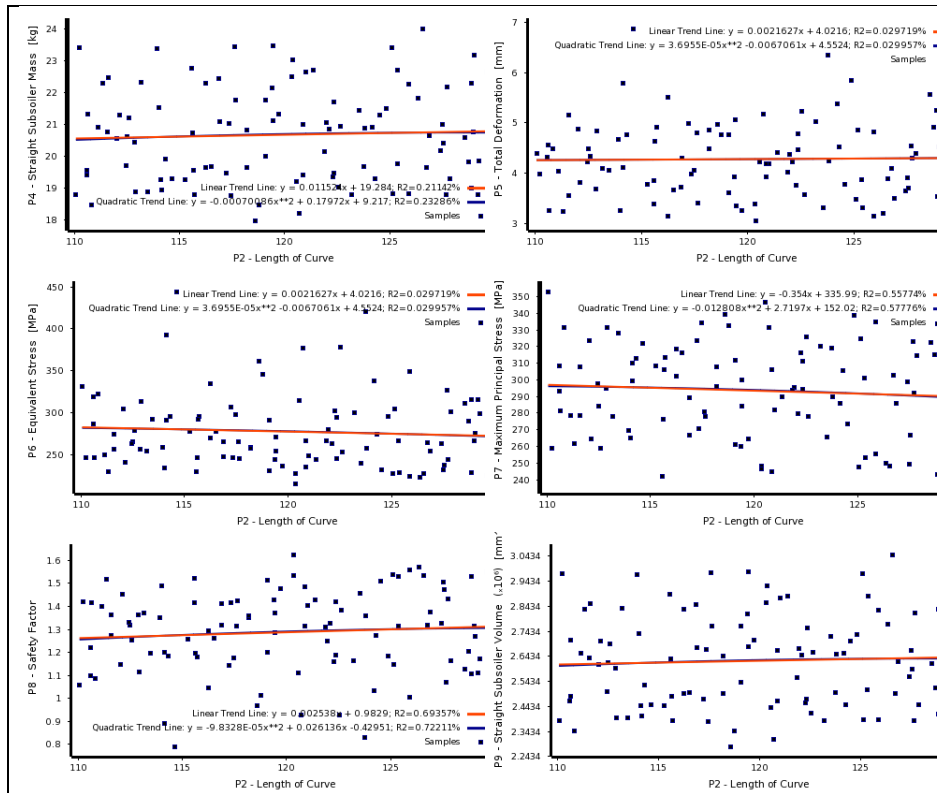 P4 - Straight Subsoiler Mass [kg]
24
23
22
21
20
19
18
110
115
120
125
Linear Trend Line: y = 0.011524x + 19.284; R2=0.21142%
Quadratic Trend Line: y = -0.00070086x**2 + 0.17972x + 9.217; R2=0.23286%
Samples
P2 - Length of Curve
P5 - Total Deformation [mm]
7
6
5
4
3
110
115
120
125
Linear Trend Line: y = 0.0021627x + 4.0216; R2=0.029719%
Quadratic Trend Line: y = 3.6955E-05x**2 -0.0067061x + 4.5524; R2=0.029957%
Samples
P2 - Length of Curve
P6 - Equivalent Stress [MPa]
450
400
350
300
250
110
115
120
125
Linear Trend Line: y = 0.0021627x + 4.0216; R2=0.029719%
Quadratic Trend Line: y = 3.6955E-05x**2 -0.0067061x + 4.5524; R2=0.029957%
Samples
P2 - Length of Curve
P7 - Maximum Principal Stress [MPa]
350
340
330
320
310
300
290
280
270
260
250
240
110
115
120
125
Linear Trend Line: y = -0.354x + 335.99; R2=0.55774%
Quadratic Trend Line: y = -0.012808x**2 + 2.7197x + 152.02; R2=0.57776%
Samples
P2 - Length of Curve
P8 - Safety Factor
1.6
1.5
1.4
1.3
1.2
1.1
1
0.9
0.8
110
115
120
125
Linear Trend Line: y = 0.002538x + 0.9829; R2=0.69357%
Quadratic Trend Line: y = -9.8328E-05x**2 + 0.026136x -0.42951; R2=0.72211%
Samples
P2 - Length of Curve
P9 - Straight Subsoiler Volume (x10⁶) [mm³
3.0434
2.9434
2.8434
2.7434
2.6434
2.5434
2.4434
2.3434
2.2434
110
115
120
125
P2 - Length of Curve